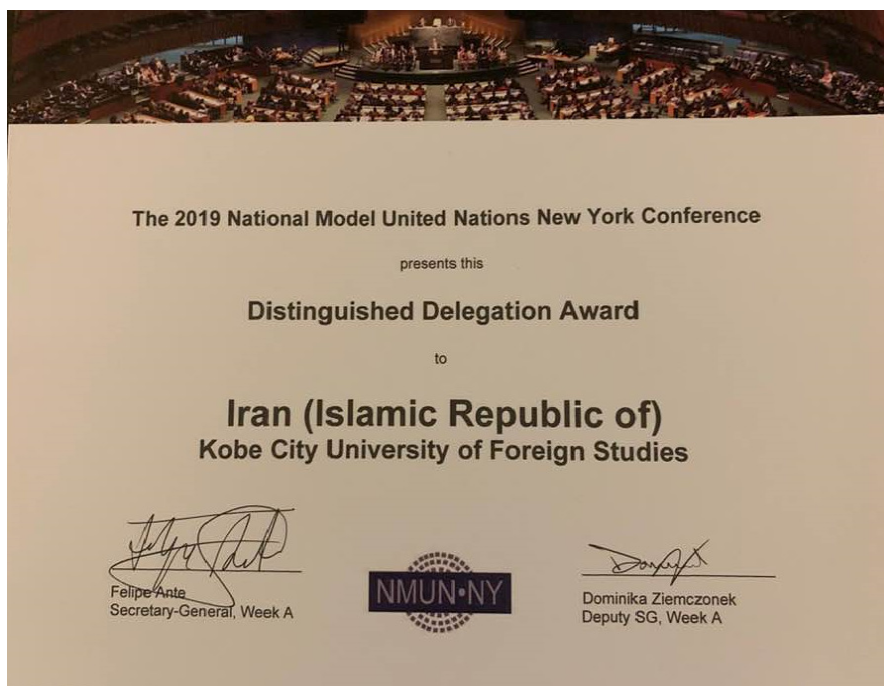 The 2019 National Model United Nations New York Conference
presents this
Distinguished Delegation Award
to
Iran (Islamic Republic of)
Kobe City University of Foreign Studies
Felipe Ante
Secretary-General, Week A
NMUN•NY
Dominika Ziemczonek
Deputy SG, Week A